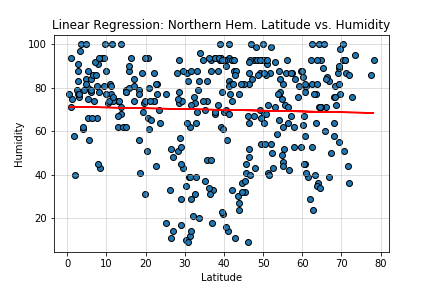 Linear Regression: Northern Hem. Latitude vs. Humidity
100
80
60
40
20
Humidity
0 10 20 30 40 50 60 70 80
Latitude